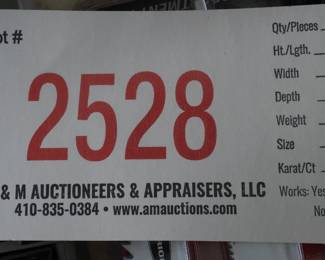 ot #
2528
& M AUCTIONEERS & APPRAISERS, LLC
410-835-0384 • www.amauctions.com
Qty/Pieces
Ht./Lgth.
Width
Depth
Weight
Size
Karat/Ct
Works: Yes
No